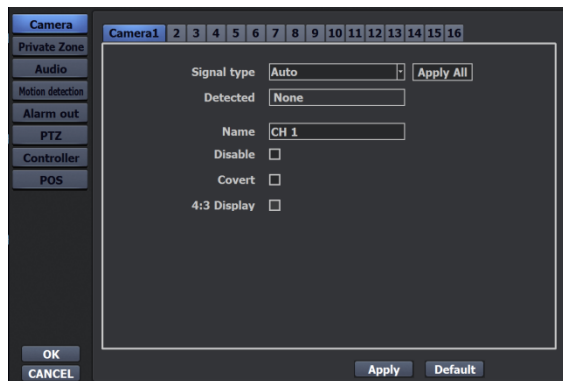 Camera
Private Zone
Audio
Motion detection
Alarm out
PTZ
Controller
POS
OK
CANCEL
Camera1 2 3 4 5 6 7 8 9 10 11 12 13 14 15 16
Signal type Auto Apply All
Detected None
Name CH 1
Disable
Covert
4:3 Display
Apply Default